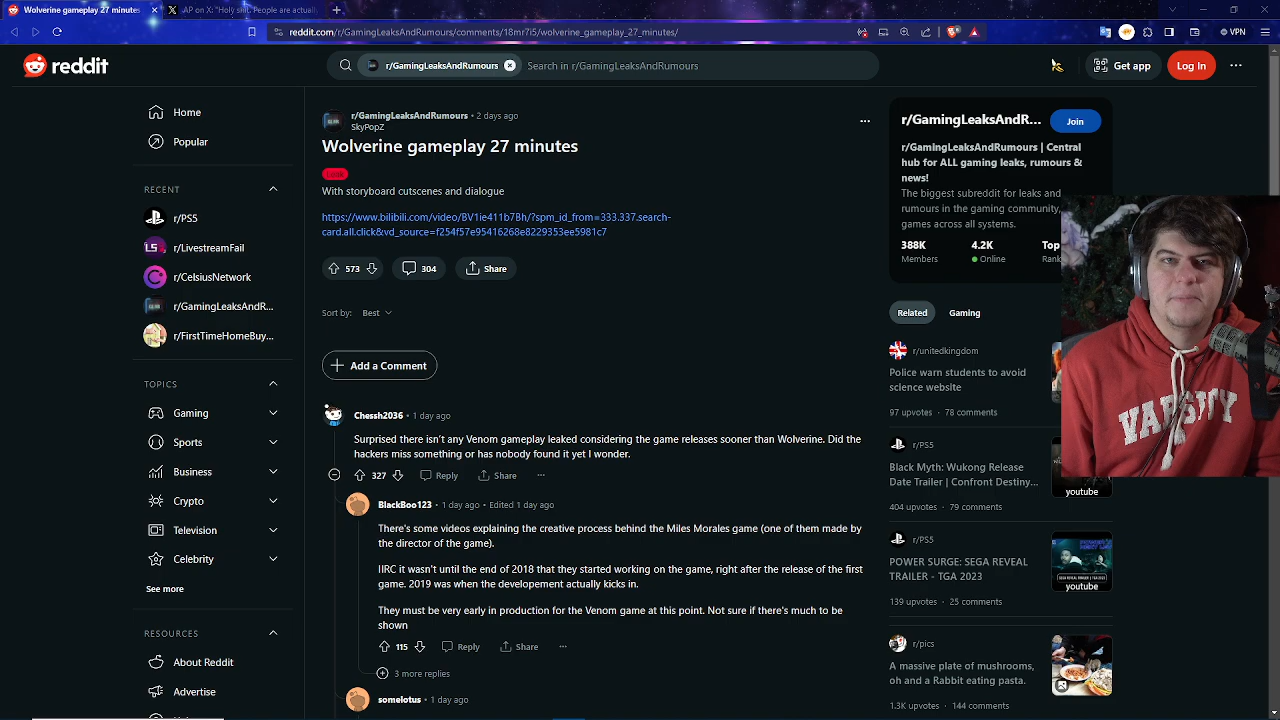 Wolverine gameplay 27 minutes
AP on X: "Holy shit. People are actual
reddit.com/r/GamingLeaksAndRumours/comments/18mr7i5/wolverine_gameplay_27_minutes/
VPN
reddit
r/GamingLeaksAndRumours
Search in r/GamingLeaksAndRumours
Get app
Log In
Home
Popular
RECENT
r/PS5
r/LivestreamFail
r/CelsiusNetwork
r/GamingLeaksAndR...
r/FirstTimeHomeBuy...
TOPICS
Gaming
Sports
Business
Crypto
Television
Celebrity
See more
RESOURCES
About Reddit
Advertise
r/GamingLeaksAndRumours • 2 days ago
SkyPopZ
Wolverine gameplay 27 minutes
Leak
With storyboard cutscenes and dialogue
https://www.bilibili.com/video/BV1ie411b7Bh/?spm_id_from=333.337.search-
card.all.click&vd_source=f254f57e95416268e8229353ee5981c7
573
304
Share
Sort by: Best
Add a Comment
Chessh2036 • 1 day ago
Surprised there isn't any Venom gameplay leaked considering the game releases sooner than Wolverine. Did the
hackers miss something or has nobody found it yet I wonder.
327 Reply Share ...
BlackBoo123 • 1 day ago • Edited 1 day ago
There's some videos explaining the creative process behind the Miles Morales game (one of them made by
the director of the game).
IIRC it wasn't until the end of 2018 that they started working on the game, right after the release of the first
game. 2019 was when the developement actually kicks in.
They must be very early in production for the Venom game at this point. Not sure if there's much to be
shown
115 Reply Share ...
3 more replies
somelotus • 1 day ago
r/GamingLeaksAndR...
Join
r/GamingLeaksAndRumours | Central
hub for ALL gaming leaks, rumours &
news!
The biggest subreddit for leaks and
rumours in the gaming community,
games across all systems.
388K
Members
4.2K
Online
Top
Rank
Related
Gaming
r/unitedkingdom
Police warn students to avoid
science website
97 upvotes • 78 comments
r/PS5
Black Myth: Wukong Release
Date Trailer | Confront Destiny...
youtube
404 upvotes • 79 comments
r/PS5
POWER SURGE: SEGA REVEAL
TRAILER - TGA 2023
youtube
139 upvotes • 25 comments
r/pics
A massive plate of mushrooms,
oh and a Rabbit eating pasta.
1.3K upvotes • 144 comments
VARSITY